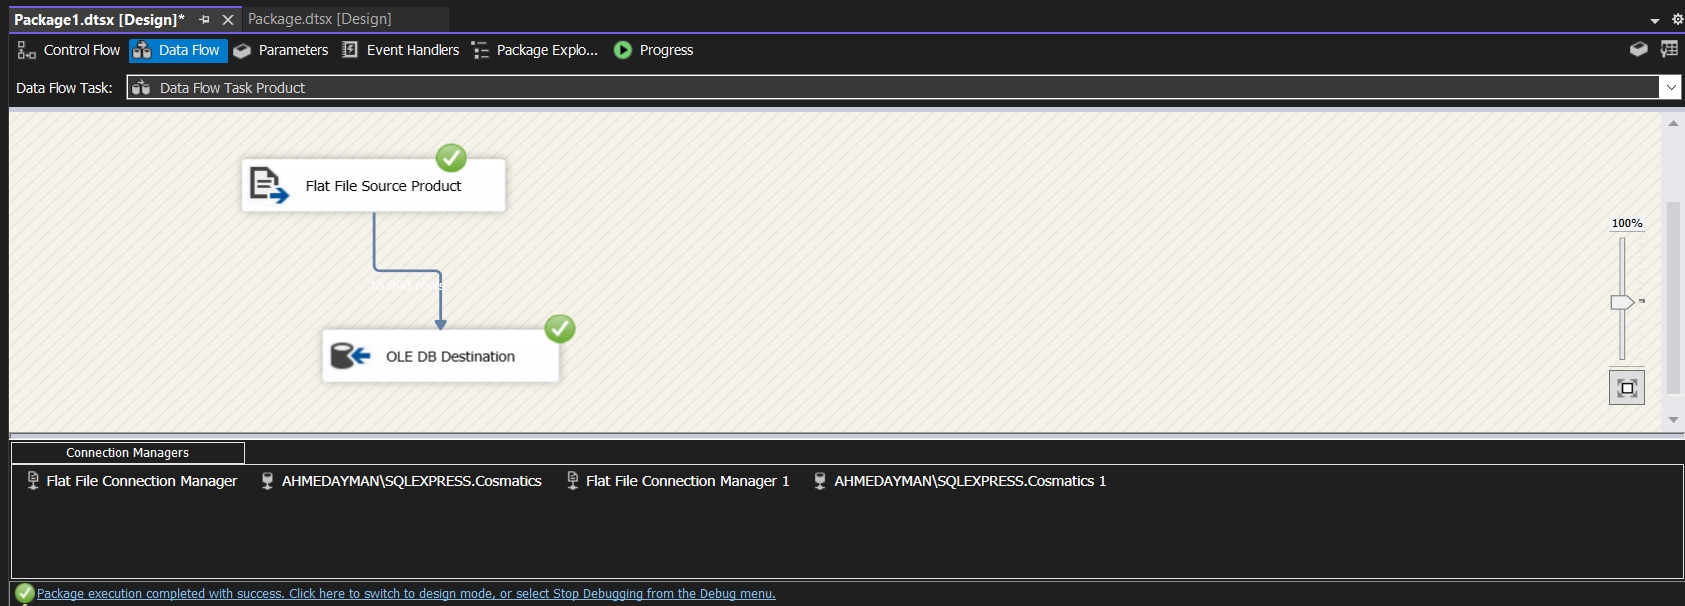 Package1.dtsx [Design]* Package.dtsx [Design]
Control Flow Data Flow Parameters Event Handlers Package Explo... Progress
Data Flow Task: Data Flow Task Product
Flat File Source Product
100%
rows
OLE DB Destination
Connection Managers
Flat File Connection Manager AHMEDAYMAN\SQLEXPRESS.Cosmatics Flat File Connection Manager 1 AHMEDAYMAN\SQLEXPRESS.Cosmatics 1
Package execution completed with success. Click here to switch to design mode, or select Stop Debugging from the Debug menu.